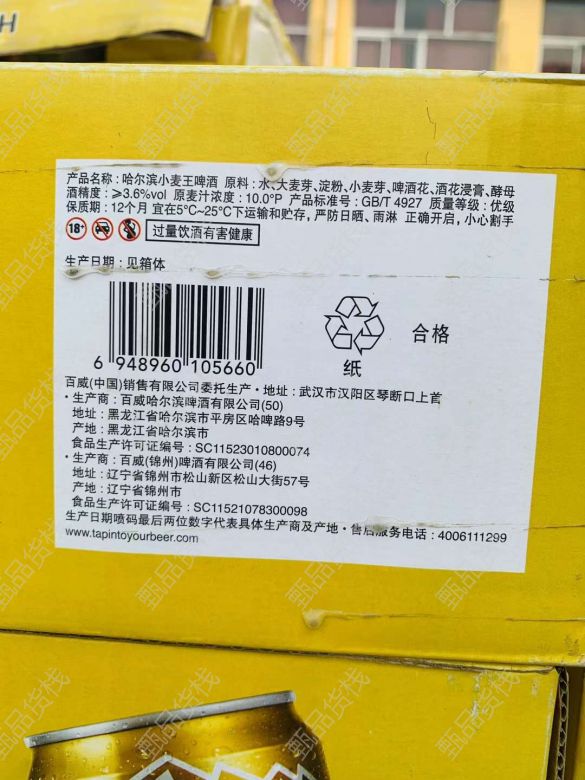 H
产品名称：哈尔滨小麦王啤酒 原料：水、大麦芽、淀粉、小麦芽、啤酒花、酒花浸膏、酵母
酒精度：≥3.6%vol 原麦汁浓度：10.0°P 产品标准号：GB/T 4927 质量等级：优级
保质期：12个月 宜在5°C~25°C下运输和贮存，严防日晒、雨淋 正确开启，小心割手
18+ 过量饮酒有害健康
生产日期：见箱体
6 948960 105660
纸
合格
百威(中国)销售有限公司委托生产·地址：武汉市汉阳区琴断口上首
·生产商：百威哈尔滨啤酒有限公司(50)
地址：黑龙江省哈尔滨市平房区哈啤路9号
产地：黑龙江省哈尔滨市
食品生产许可证编号：SC11523010800074
·生产商：百威(锦州)啤酒有限公司(46)
地址：辽宁省锦州市松山新区松山大街57号
产地：辽宁省锦州市
食品生产许可证编号：SC11521078300098
生产日期喷码最后两位数字代表具体生产商及产地·售后服务电话：4006111299
www.tapintoyourbeer.com
甄品货栈